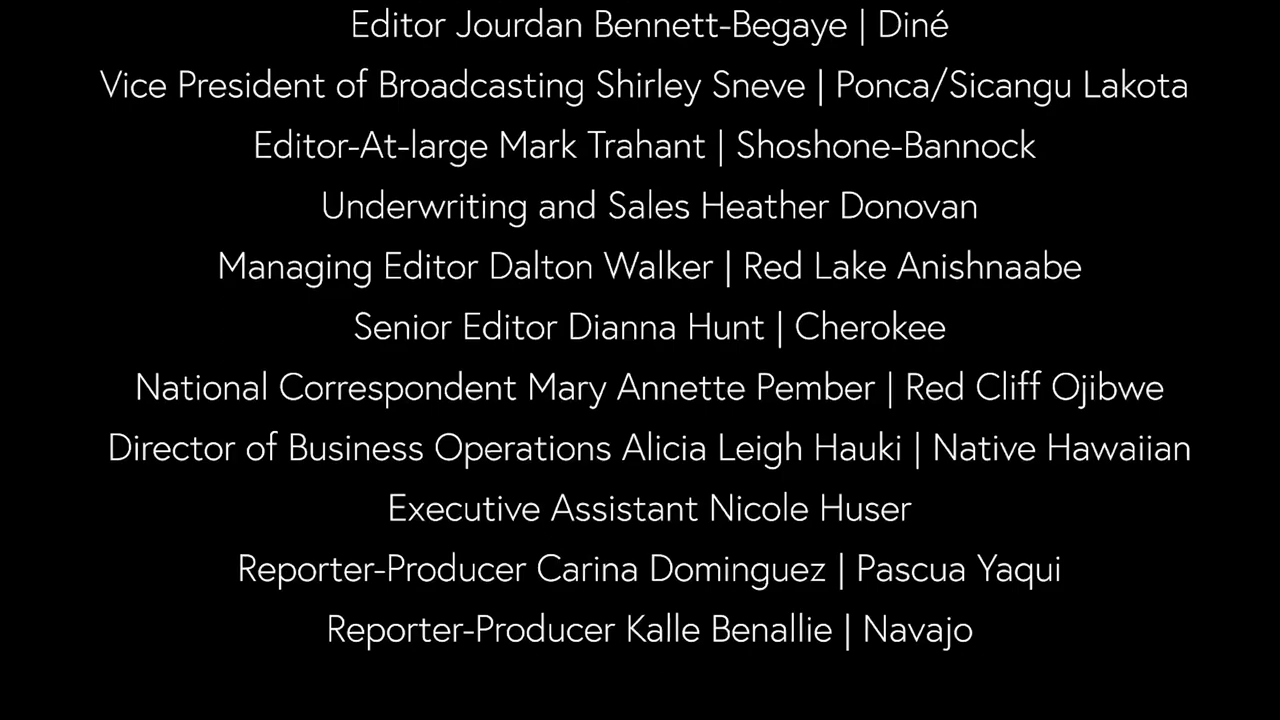 Editor Jourdan Bennett-Begaye | Diné
Vice President of Broadcasting Shirley Sneve | Ponca/Sicangu Lakota
Editor-At-large Mark Trahant | Shoshone-Bannock
Underwriting and Sales Heather Donovan
Managing Editor Dalton Walker | Red Lake Anishnaabe
Senior Editor Dianna Hunt | Cherokee
National Correspondent Mary Annette Pember | Red Cliff Ojibwe
Director of Business Operations Alicia Leigh Hauki | Native Hawaiian
Executive Assistant Nicole Huser
Reporter-Producer Carina Dominguez | Pascua Yaqui
Reporter-Producer Kalle Benallie | Navajo